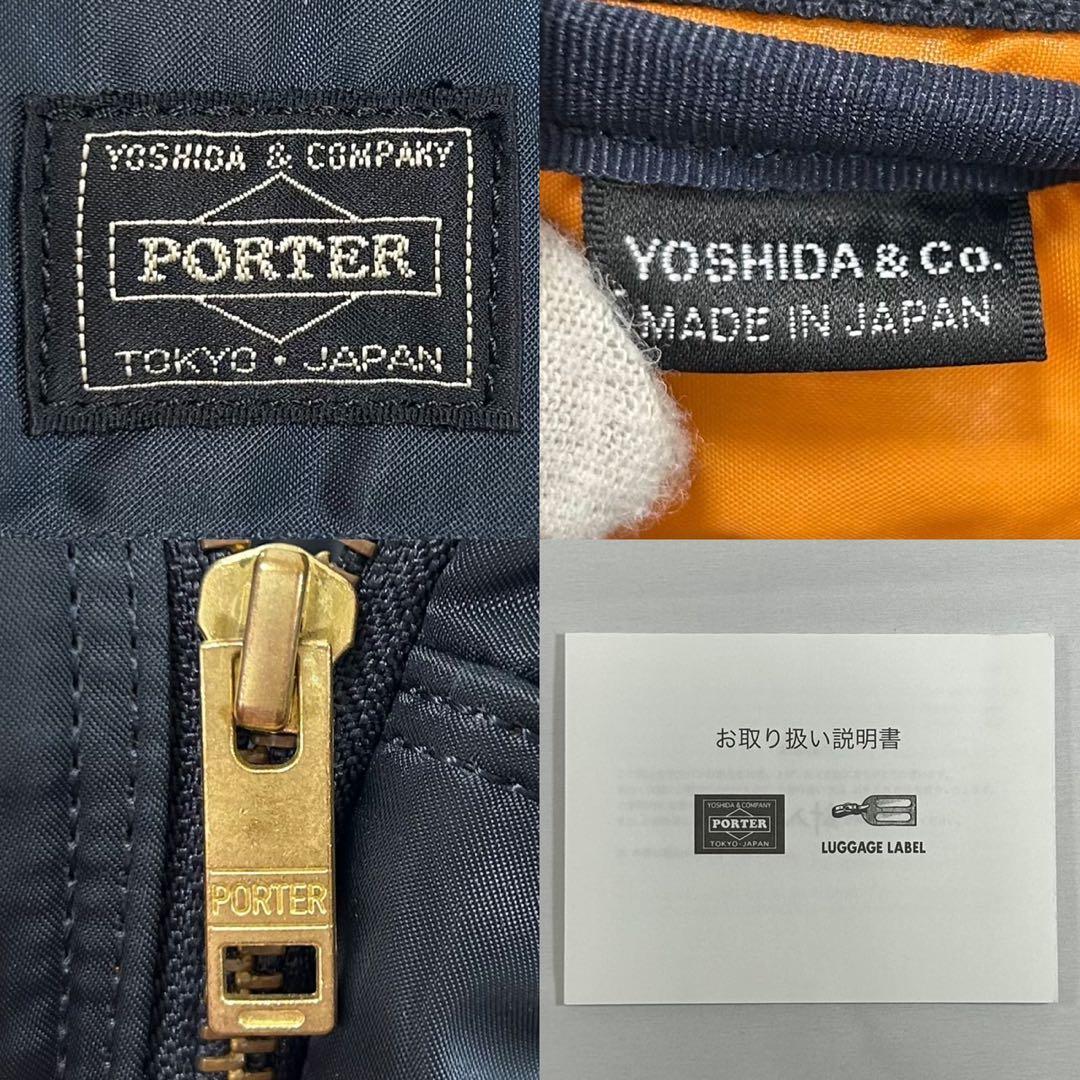 YOSHIDA & COMPANY
PORTER
TOKYO・JAPAN
YOSHIDA & Co.
MADE IN JAPAN
PORTER
お取り扱い説明書
YOSHIDA & COMPANY
PORTER
TOKYO・JAPAN
LUGGAGE LABEL